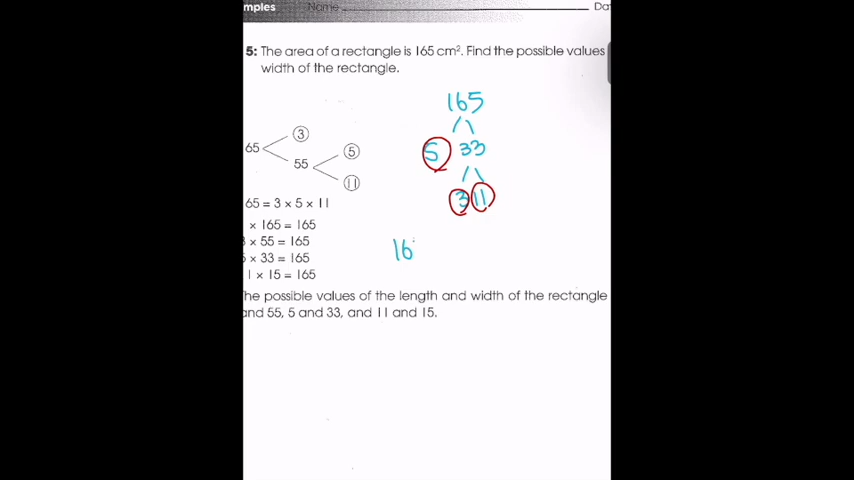 mples Name Da
5: The area of a rectangle is 165 cm². Find the possible values
width of the rectangle.
165
3
5 33
65
5
55
11
3 11
65 = 3 × 5 × 11
× 165 = 165
3 × 55 = 165
5 × 33 = 165
16
1 × 15 = 165
The possible values of the length and width of the rectangle
and 55, 5 and 33, and 11 and 15.